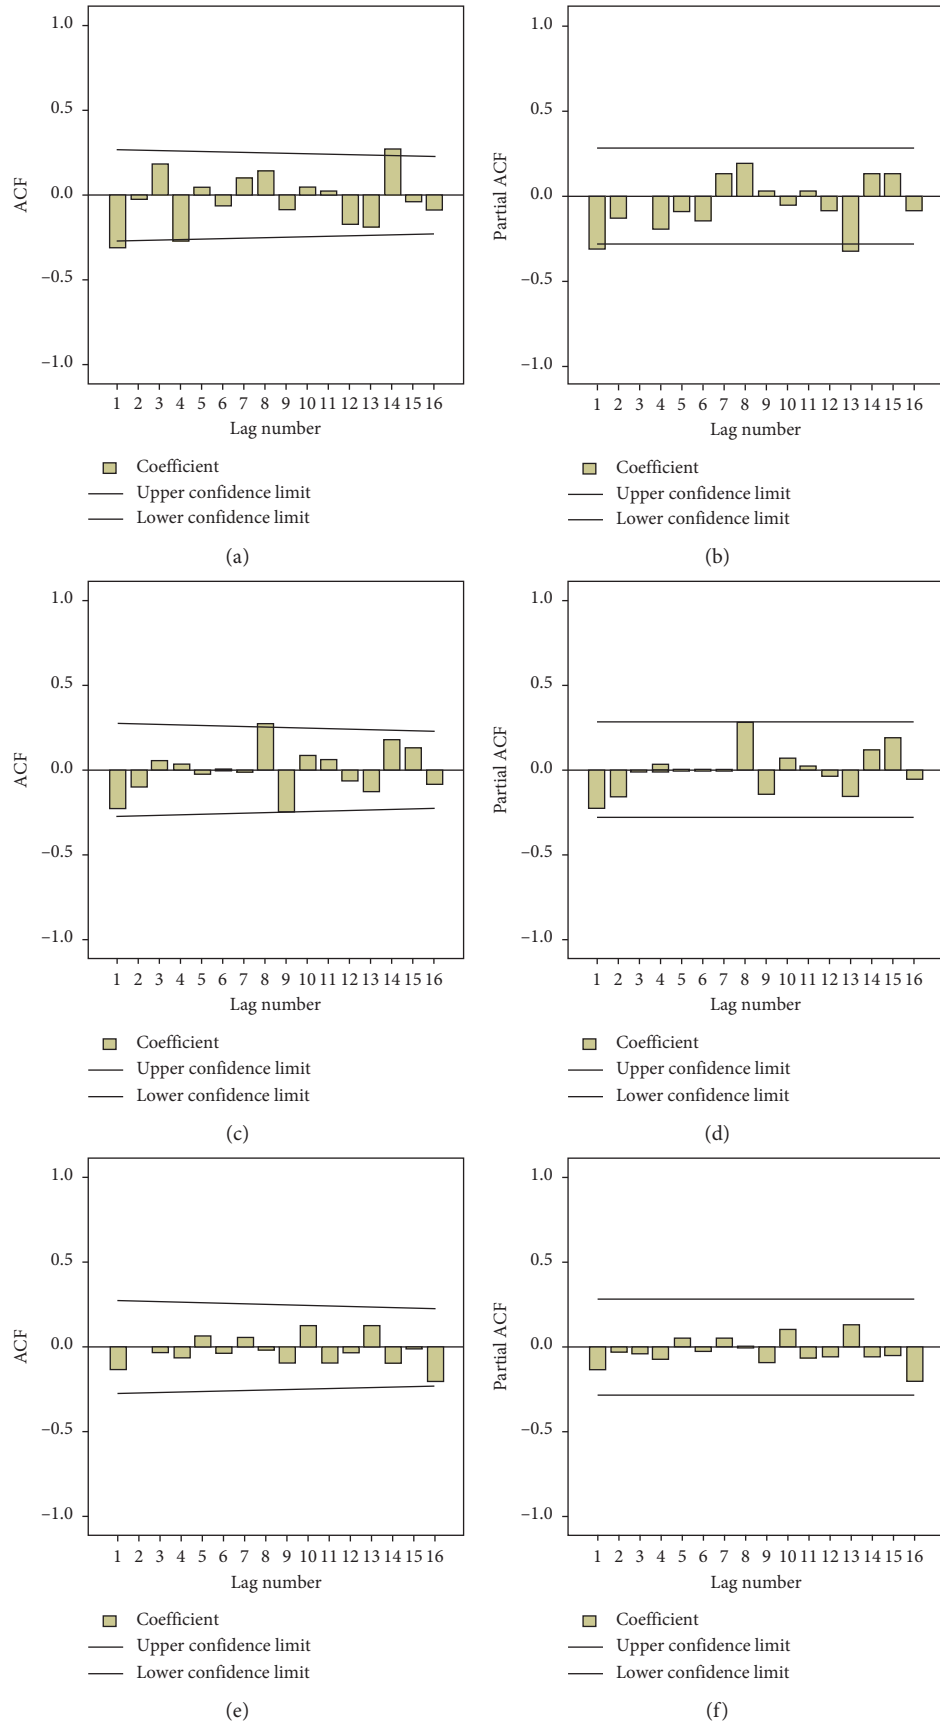 1.0
0.5
0.0
−0.5
−1.0
ACF
1 2 3 4 5 6 7 8 9 10 11 12 13 14 15 16
Lag number
Coefficient
Upper confidence limit
Lower confidence limit
(a)
1.0
0.5
0.0
−0.5
−1.0
Partial ACF
1 2 3 4 5 6 7 8 9 10 11 12 13 14 15 16
Lag number
Coefficient
Upper confidence limit
Lower confidence limit
(b)
1.0
0.5
0.0
−0.5
−1.0
ACF
1 2 3 4 5 6 7 8 9 10 11 12 13 14 15 16
Lag number
Coefficient
Upper confidence limit
Lower confidence limit
(c)
1.0
0.5
0.0
−0.5
−1.0
Partial ACF
1 2 3 4 5 6 7 8 9 10 11 12 13 14 15 16
Lag number
Coefficient
Upper confidence limit
Lower confidence limit
(d)
1.0
0.5
0.0
−0.5
−1.0
ACF
1 2 3 4 5 6 7 8 9 10 11 12 13 14 15 16
Lag number
Coefficient
Upper confidence limit
Lower confidence limit
(e)
1.0
0.5
0.0
−0.5
−1.0
Partial ACF
1 2 3 4 5 6 7 8 9 10 11 12 13 14 15 16
Lag number
Coefficient
Upper confidence limit
Lower confidence limit
(f)